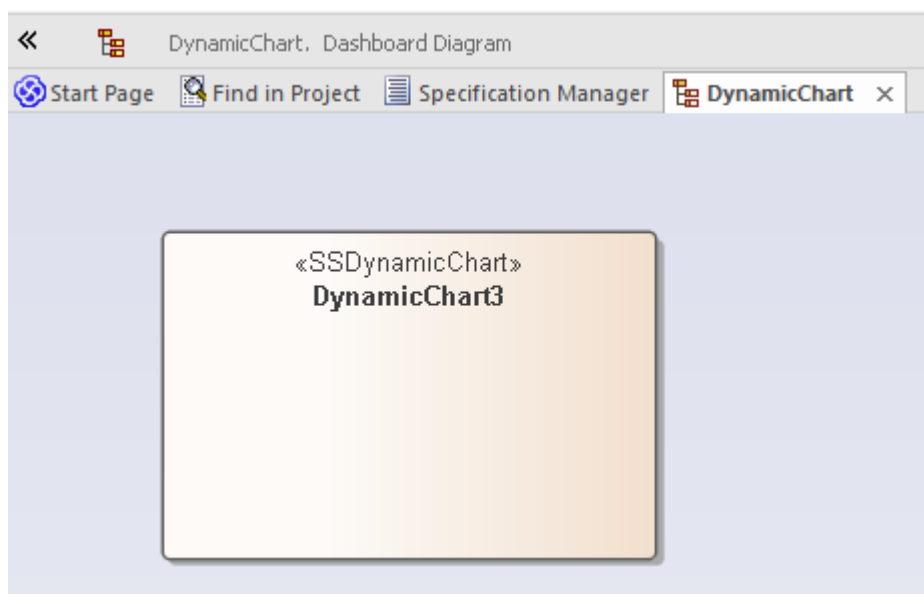 DynamicChart. Dashboard Diagram
Start Page Find in Project Specification Manager DynamicChart
«SSDynamicChart»
DynamicChart3